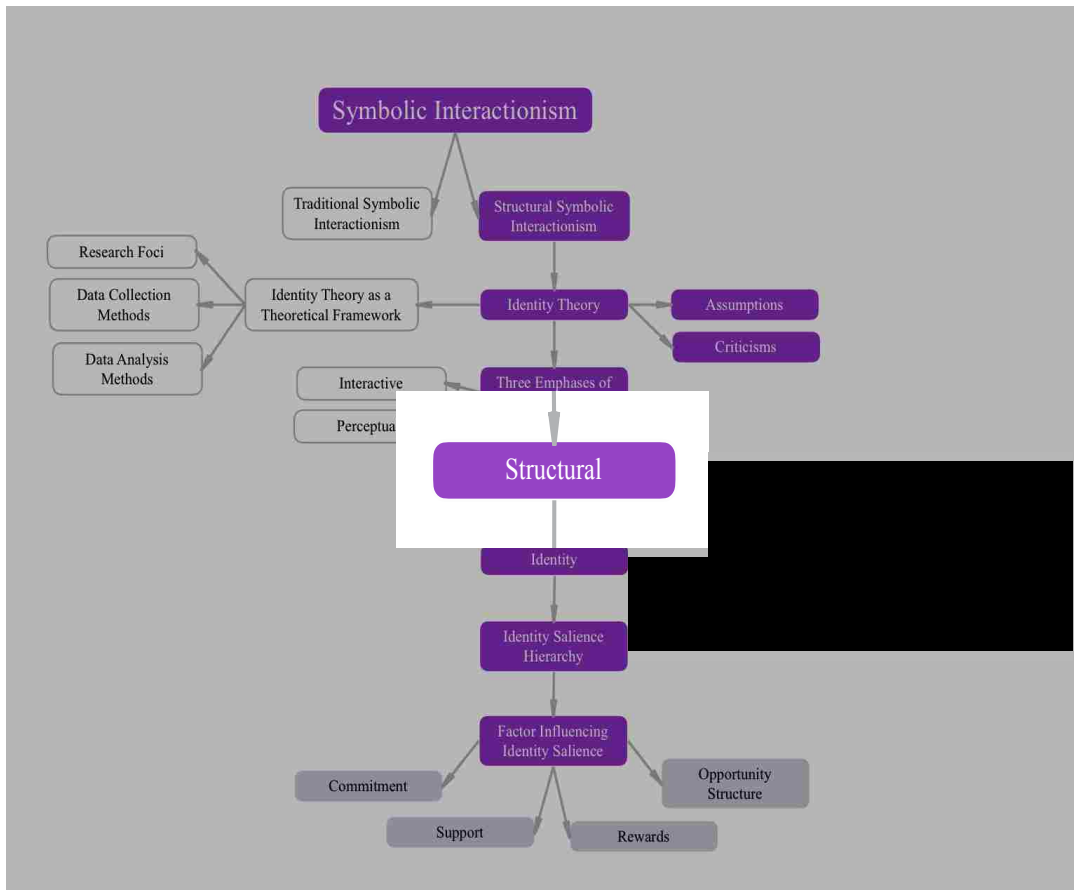 Symbolic Interactionism
Traditional Symbolic
Interactionism
Structural Symbolic
Interactionism
Research Foci
Data Collection
Methods
Data Analysis
Methods
Identity Theory as a
Theoretical Framework
Identity Theory
Assumptions
Criticisms
Three Emphases of
Interactive
Perceptua
Structural
Identity
Identity Salience
Hierarchy
Factor Influencing
Identity Salience
Commitment
Opportunity
Structure
Support
Rewards